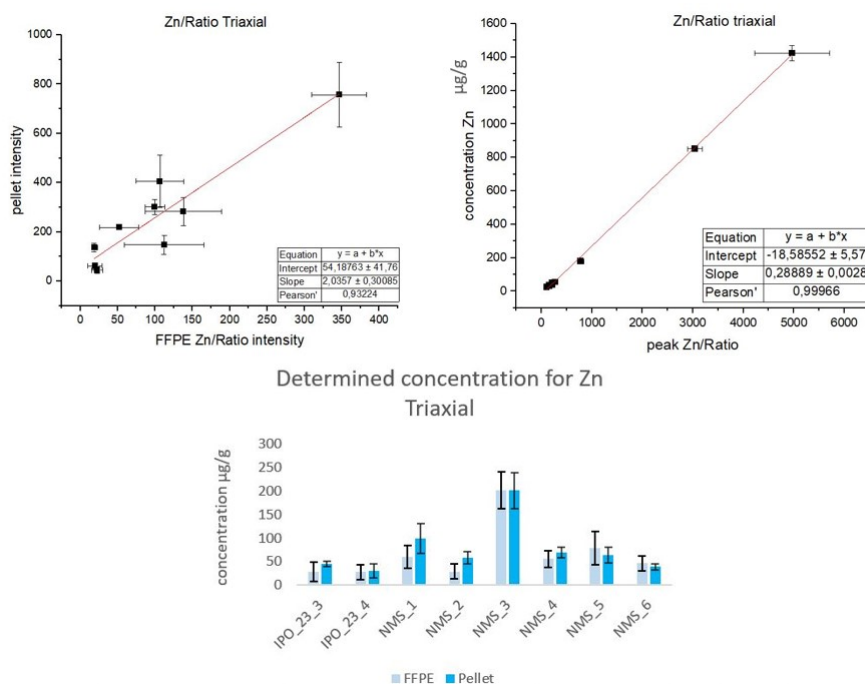 Zn/Ratio Triaxial
pellet intensity
800
600
400
200
0
0 50 100 150 200 250 300 350 400
FFPE Zn/Ratio intensity
Equation y = a + b*x
Intercept 54,18763 ± 41,76
Slope 2,0357 ± 0,30085
Pearson' 0,93224
Zn/Ratio triaxial
µg/g
concentration Zn
1600
1400
1200
1000
800
600
400
200
0
0 1000 2000 3000 4000 5000 6000
peak Zn/Ratio
Equation y = a + b*x
Intercept -18,58552 ± 5,57
Slope 0,28889 ± 0,0028
Pearson' 0,99966
Determined concentration for Zn
Triaxial
concentration µg/g
300
250
200
150
100
50
0
IPO_23_3
IPO_23_4
NMS_1
NMS_2
NMS_3
NMS_4
NMS_5
NMS_6
FFPE Pellet